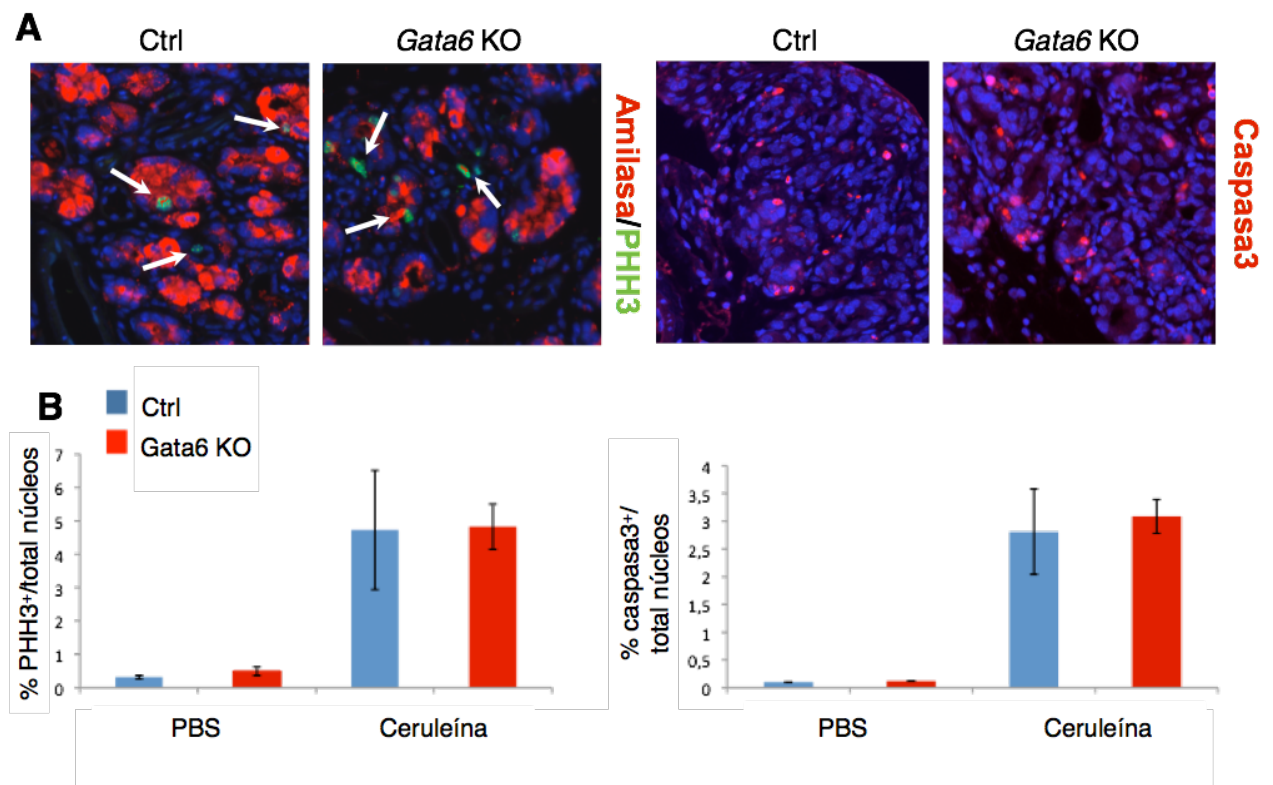 A
Ctrl
Gata6 KO
Ctrl
Gata6 KO
Amilasa/PHH3
Caspasa3
B
Ctrl
Gata6 KO
% PHH3+/total núcleos
7
6
5
4
3
2
1
0
PBS
Ceruleína
% caspasa3+/
total núcleos
4
3,5
3
2,5
2
1,5
1
0,5
0
PBS
Ceruleína